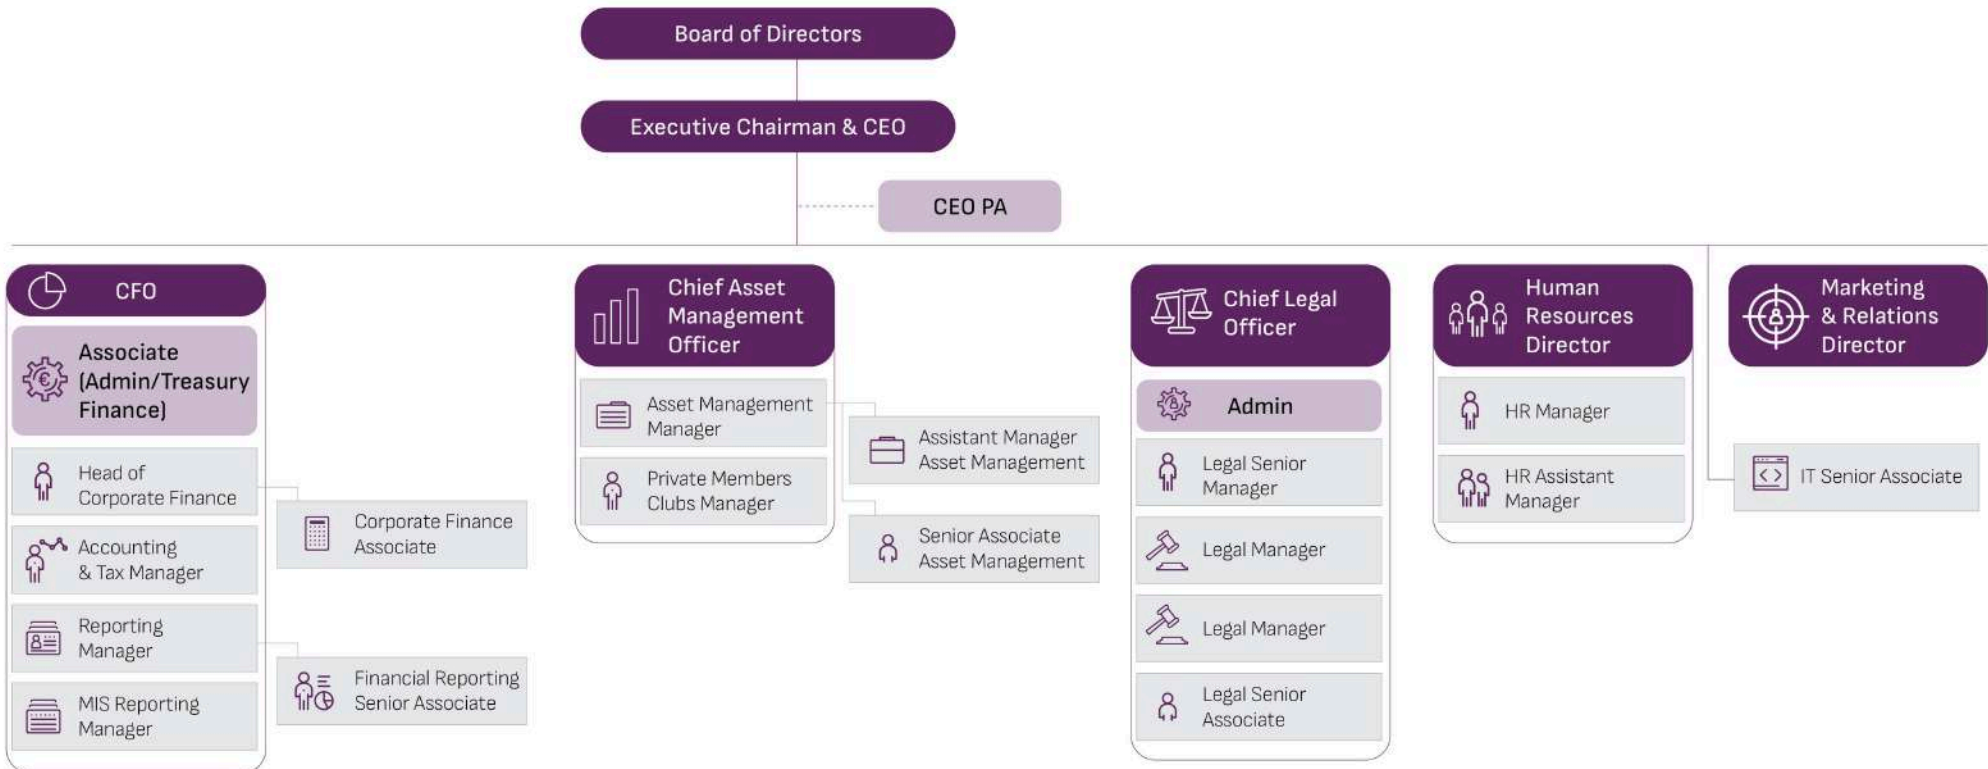 Board of Directors
Executive Chairman & CEO
CEO PA
CFO
Associate
(Admin/Treasury
Finance)
Head of
Corporate Finance
Corporate Finance
Associate
Accounting
& Tax Manager
Reporting
Manager
Financial Reporting
Senior Associate
MIS Reporting
Manager
Chief Asset
Management
Officer
Asset Management
Manager
Assistant Manager
Asset Management
Private Members
Clubs Manager
Senior Associate
Asset Management
Chief Legal
Officer
Admin
Legal Senior
Manager
Legal Manager
Legal Manager
Legal Senior
Associate
Human
Resources
Director
HR Manager
HR Assistant
Manager
Marketing
& Relations
Director
IT Senior Associate